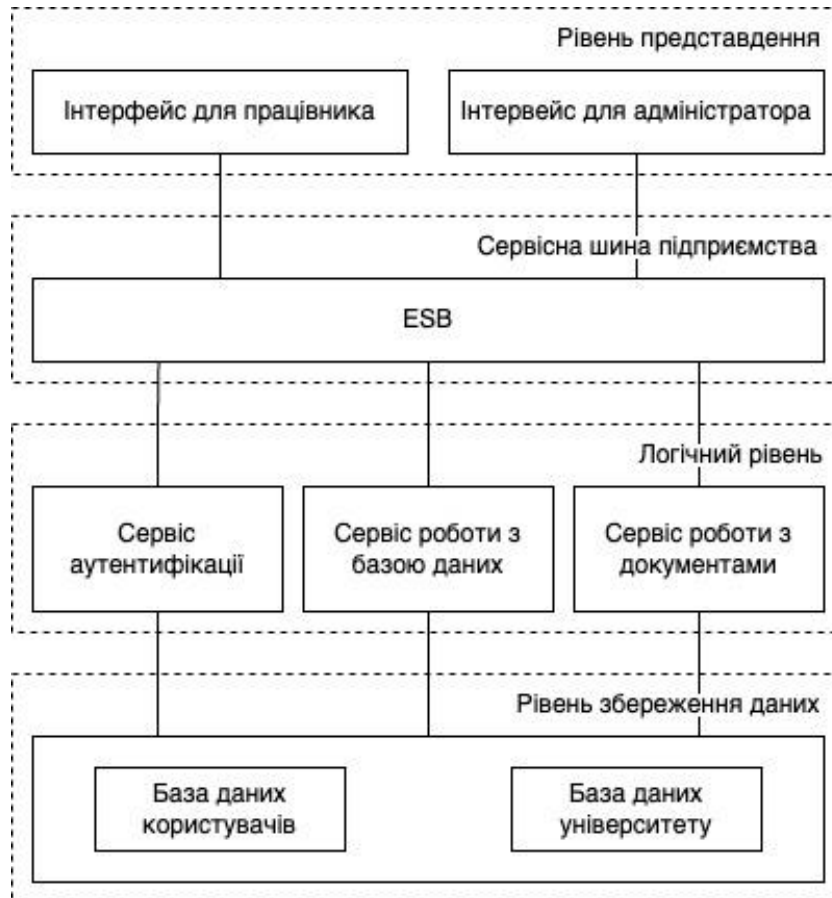 Рівень предстаvдення
Інтерфейс для працівника
Інтервейс для адміністратора
Сервісна шина підприємства
ESB
Логічний рівень
Сервіс
аутентифікації
Сервіс роботи з
базою даних
Сервіс роботи з
документами
Рівень збереження даних
База даних
користувачів
База даних
університету